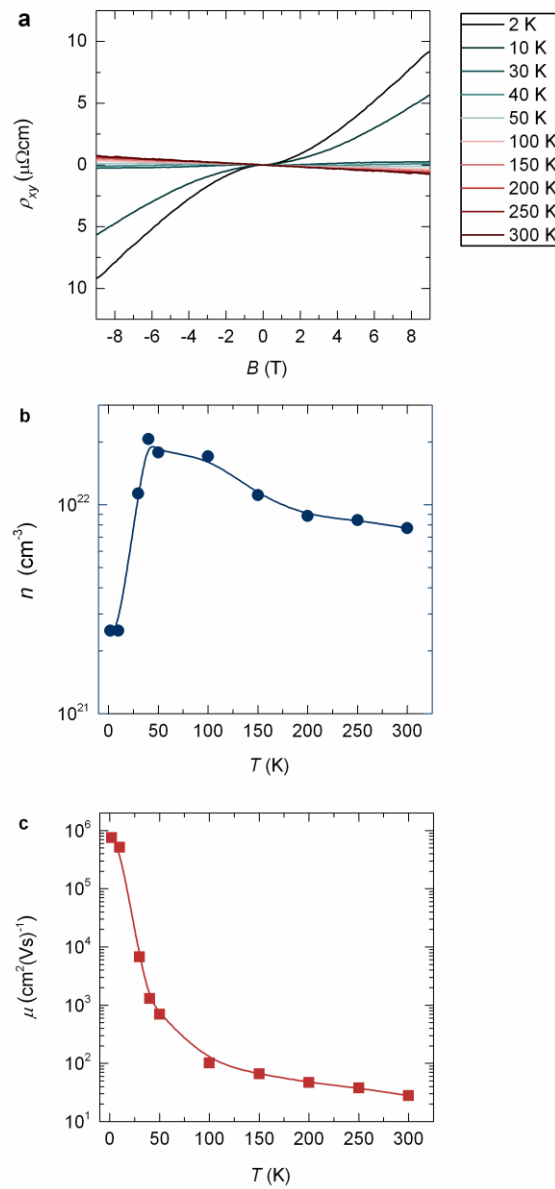 a
10
5
0
5
10
ρxy (μΩcm)
-8 -6 -4 -2 0 2 4 6 8
B (T)
2 K
10 K
30 K
40 K
50 K
100 K
150 K
200 K
250 K
300 K
b
10²²
10²¹
n (cm⁻³)
0 50 100 150 200 250 300
T (K)
c
10⁶
10⁵
10⁴
10³
10²
10¹
μ (cm²(Vs)⁻¹)
0 50 100 150 200 250 300
T (K)